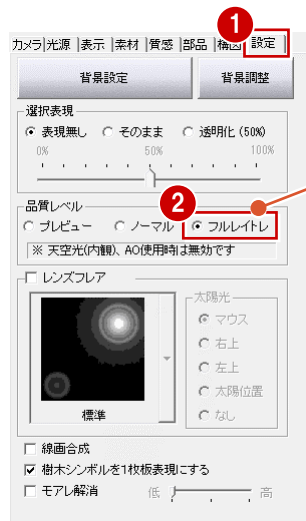 1
カメラ|光源|表示|素材|質感|部品|構図|設定
背景設定 背景調整
選択表現
表現無し そのまま 透明化(50%)
0% 50% 100%
品質レベル 2
プレビュー ノーマル フルレイトレ
※ 天空光(内観)、AO使用時は無効です
レンズフレア
太陽光
マウス
右上
左上
太陽位置
なし
標準
線画合成
樹木シンボルを1枚板表現にする
モアレ解消 低 高